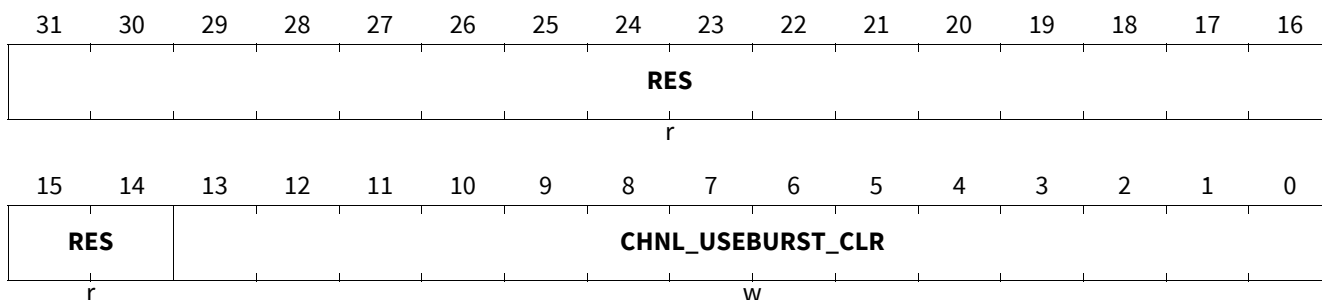 31 30 29 28 27 26 25 24 23 22 21 20 19 18 17 16
RES
r
15 14 13 12 11 10 9 8 7 6 5 4 3 2 1 0
RES CHNL_USEBURST_CLR
r w